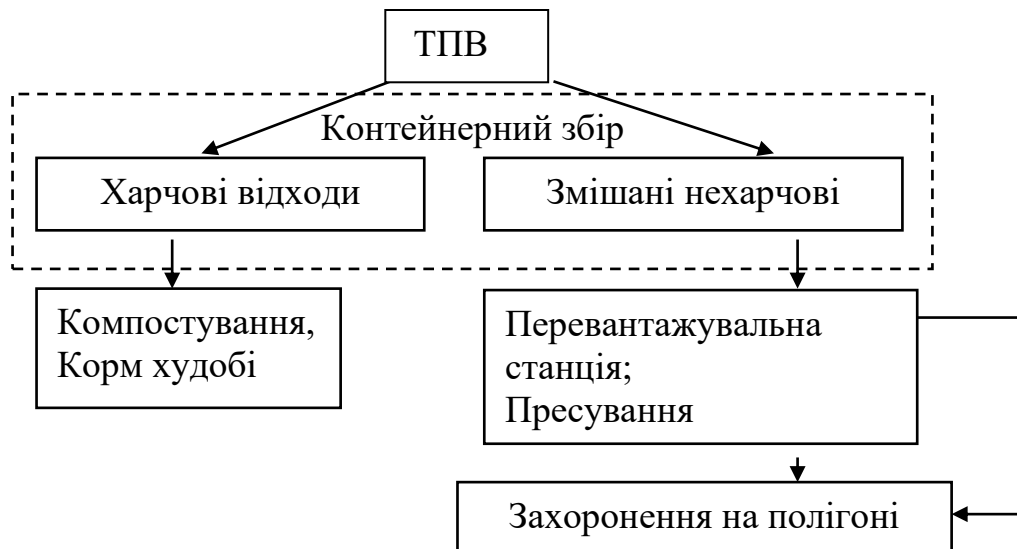 ТПВ
Контейнерний збір
Харчові відходи
Змішані нехарчові
Компостування,
Корм худобі
Перевантажувальна
станція;
Пресування
Захоронення на полігоні